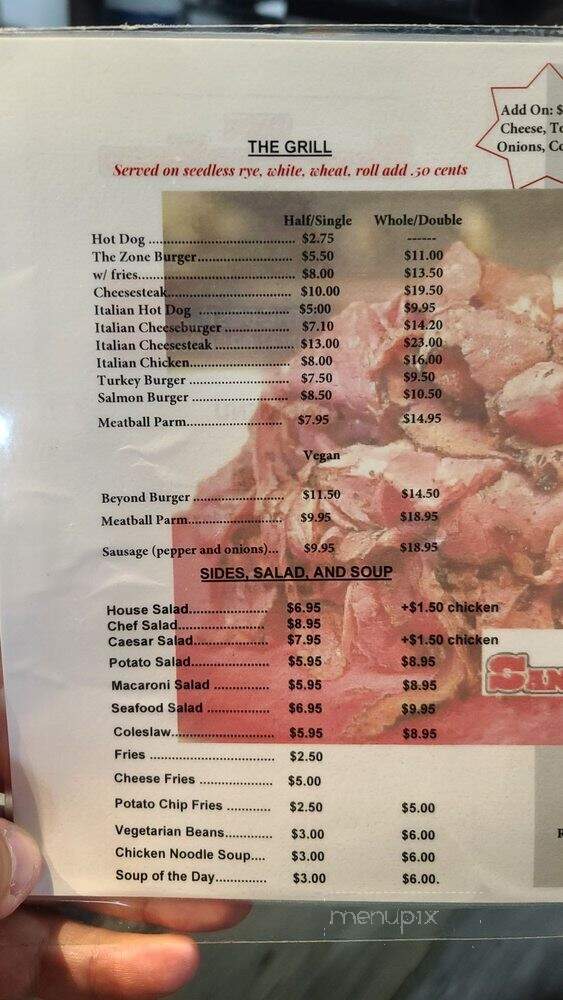 Add On: $
Cheese, To
Onions, Co
THE GRILL
Served on seedless rye, white, wheat, roll add .50 cents
Half/Single Whole/Double
Hot Dog .................................... $2.75 ------
The Zone Burger....................... $5.50 $11.00
w/ fries...................................... $8.00 $13.50
Cheesesteak............................... $10.00 $19.50
Italian Hot Dog ...................... $5:00 $9.95
Italian Cheeseburger ................ $7.10 $14.20
Italian Cheesesteak .................. $13.00 $23.00
Italian Chicken......................... $8.00 $16.00
Turkey Burger ........................ $7.50 $9.50
Salmon Burger ........................ $8.50 $10.50
Meatball Parm........................ $7.95 $14.95
Vegan
Beyond Burger ....................... $11.50 $14.50
Meatball Parm........................ $9.95 $18.95
Sausage (pepper and onions)... $9.95 $18.95
SIDES, SALAD, AND SOUP
House Salad.................... $6.95 +$1.50 chicken
Chef Salad....................... $8.95
Caesar Salad................... $7.95 +$1.50 chicken
Potato Salad.................... $5.95 $8.95
Macaroni Salad .............. $5.95 $8.95
Seafood Salad ................ $6.95 $9.95
Coleslaw.......................... $5.95 $8.95
Fries ................................ $2.50
Cheese Fries ................... $5.00
Potato Chip Fries ........... $2.50 $5.00
Vegetarian Beans............ $3.00 $6.00
Chicken Noodle Soup.... $3.00 $6.00
Soup of the Day............. $3.00 $6.00.
menupix